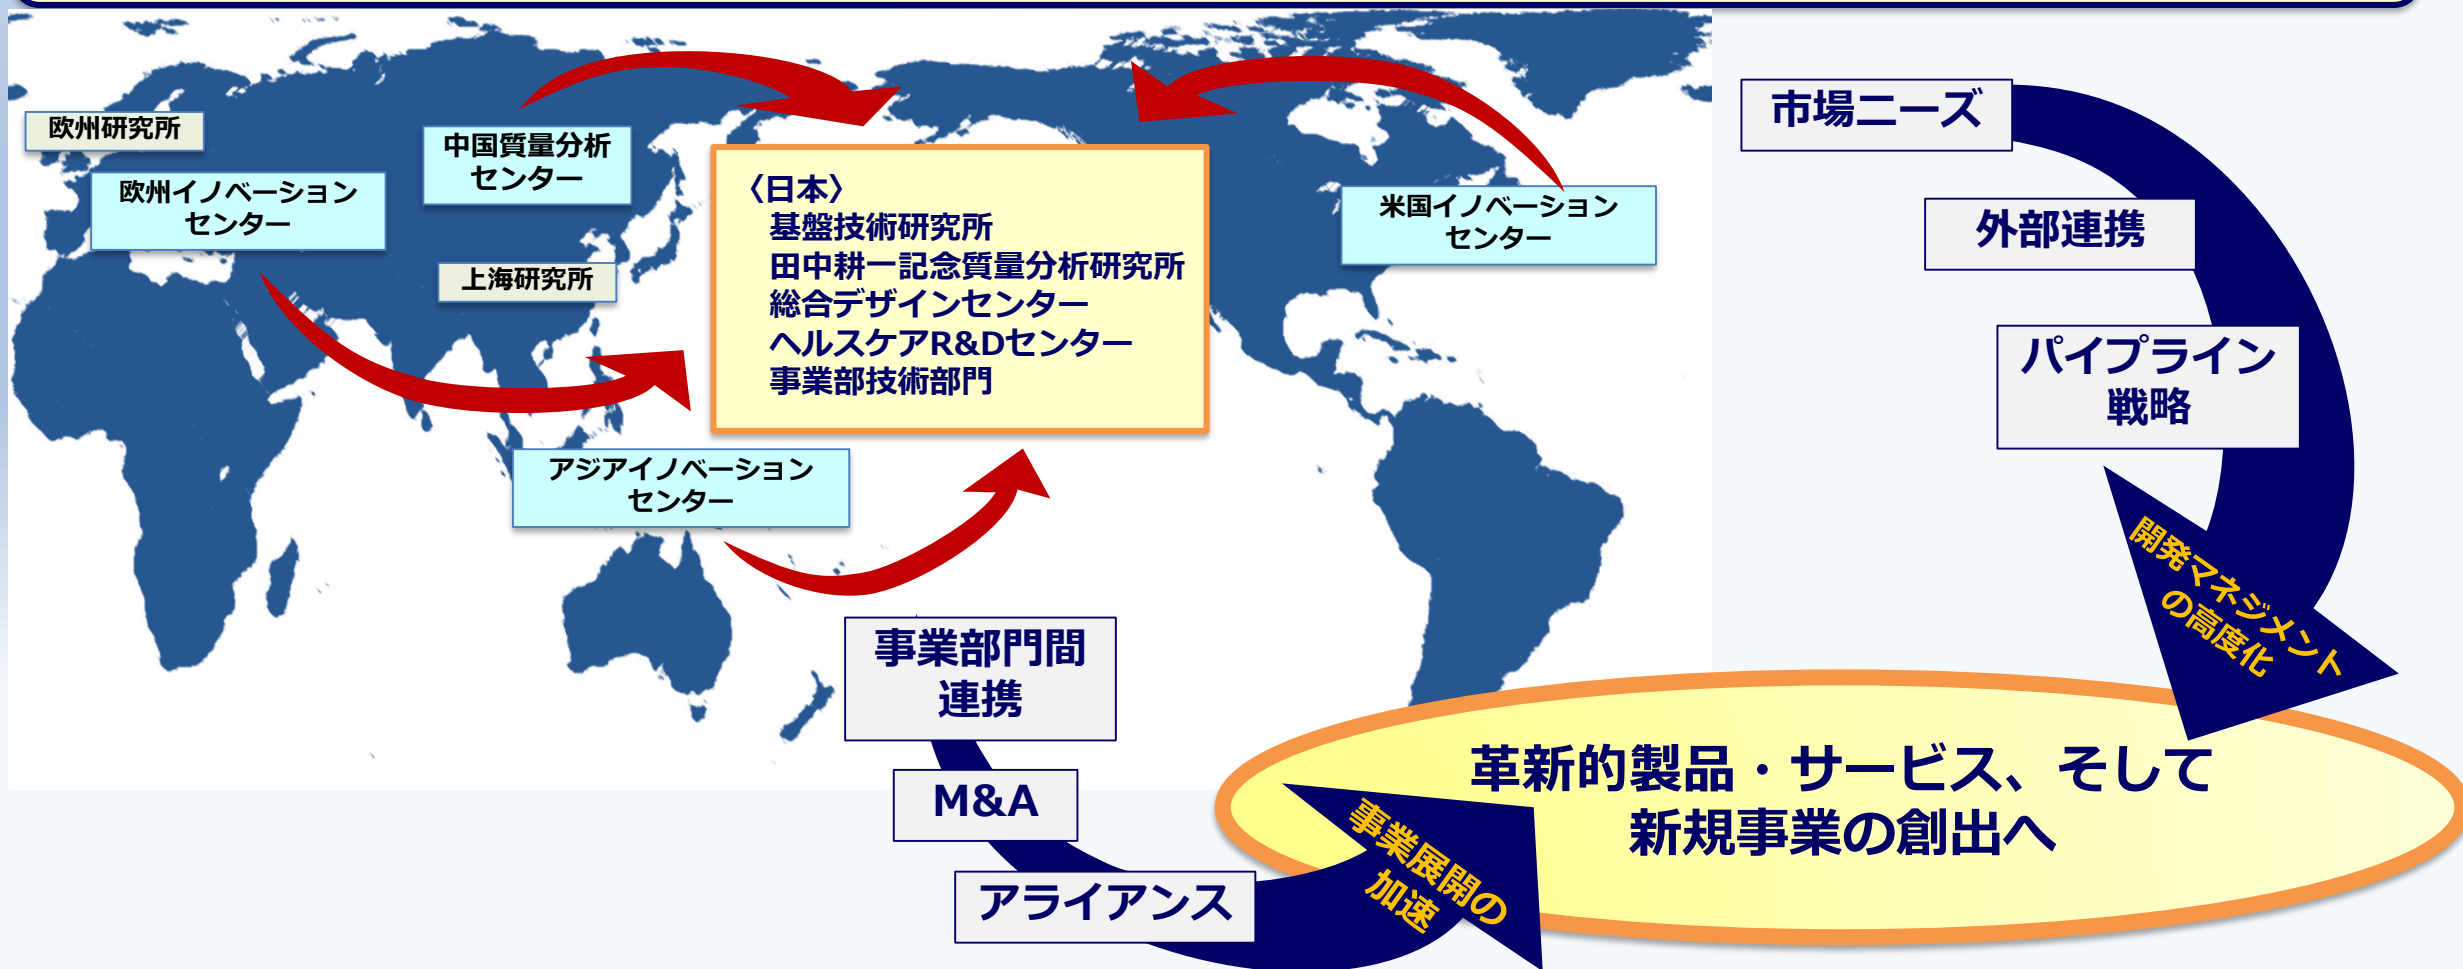 欧州研究所
欧州イノベーション
センター
中国質量分析
センター
上海研究所
アジアイノベーション
センター
〈日本〉
基盤技術研究所
田中耕一記念質量分析研究所
総合デザインセンター
ヘルスケアR&Dセンター
事業部技術部門
米国イノベーション
センター
市場ニーズ
外部連携
パイプライン
戦略
開発マネジメント
の高度化
事業部門間
連携
M&A
アライアンス
事業展開の
加速
革新的製品・サービス、そして
新規事業の創出へ